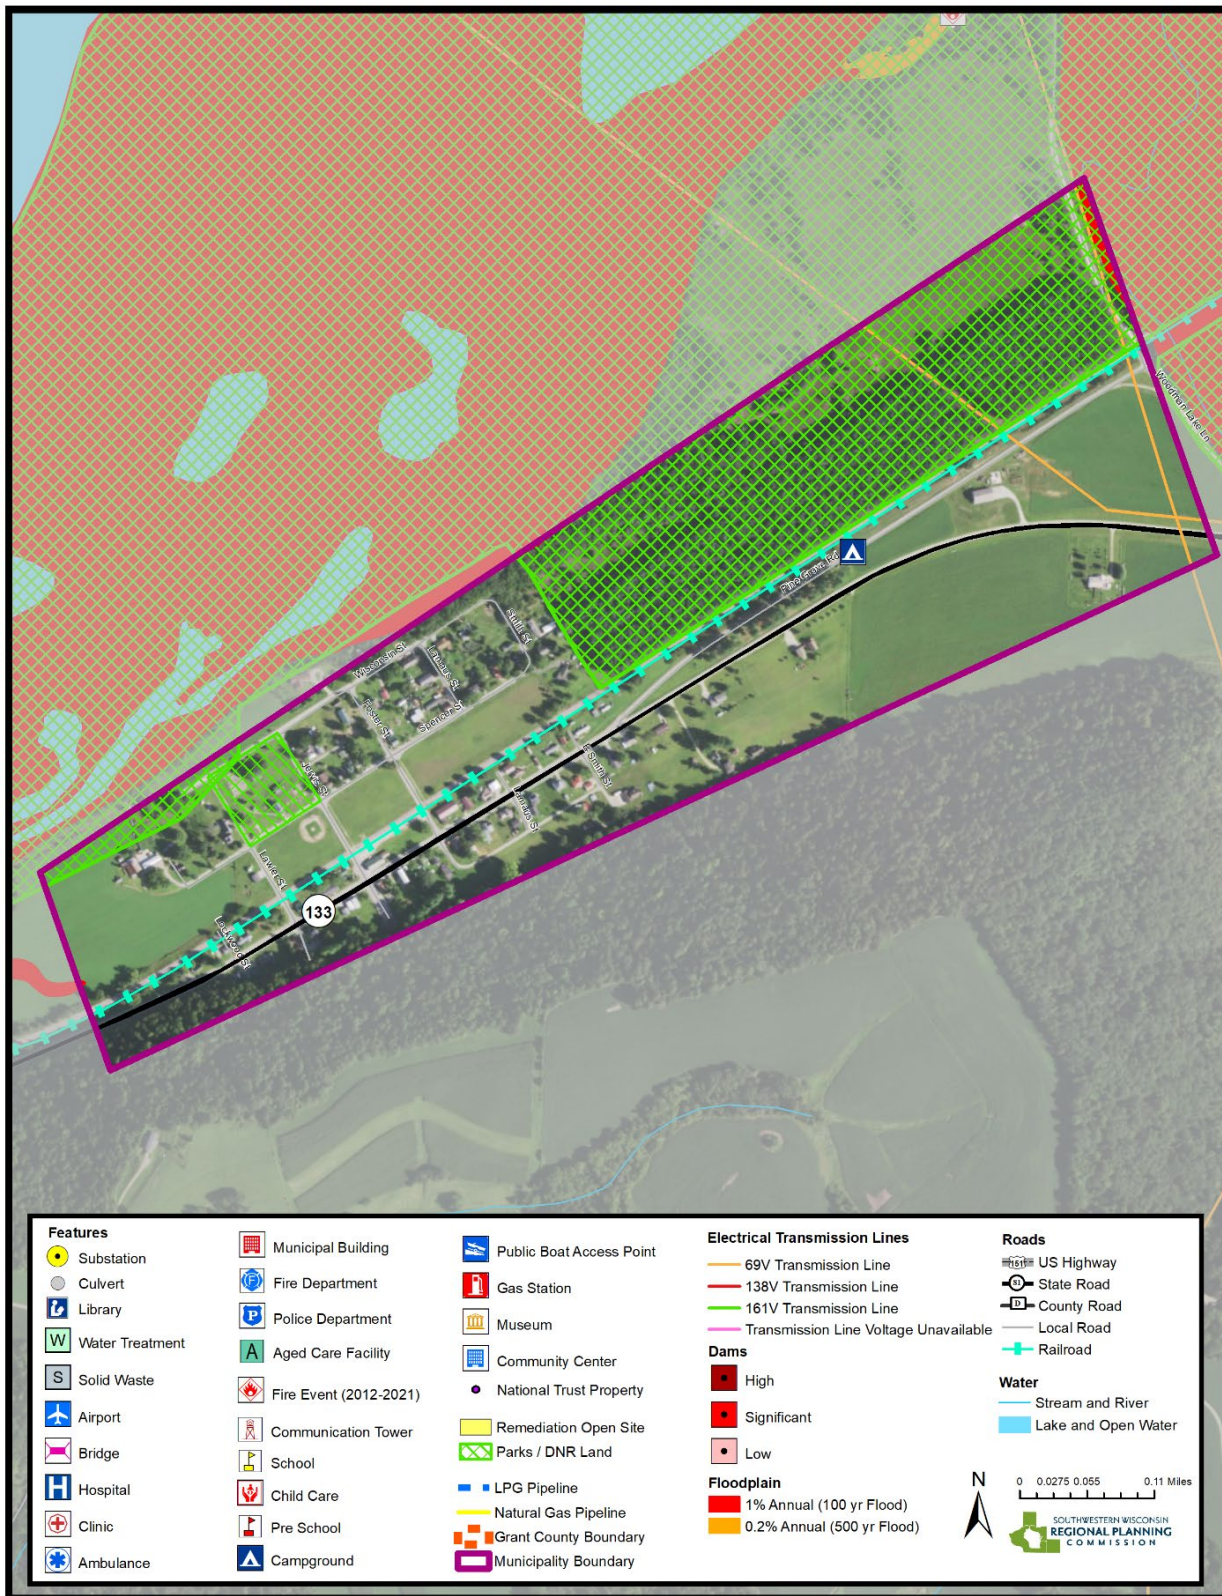 Woodman Lake Ln
Pine Grove Rd
Smith St
Wisconsin St
Lannus St
Foster St
Spencer S
Jarvis St
E Smith St
Lannus St
Lawler St
133
Lockwood St
Features
Substation
Culvert
Library
W Water Treatment
S Solid Waste
Airport
Bridge
H Hospital
Clinic
Ambulance
Municipal Building
F Fire Department
P Police Department
A Aged Care Facility
Fire Event (2012-2021)
Communication Tower
School
Child Care
Pre School
Campground
Public Boat Access Point
Gas Station
Museum
Community Center
National Trust Property
Remediation Open Site
Parks / DNR Land
LPG Pipeline
Natural Gas Pipeline
Grant County Boundary
Municipality Boundary
Electrical Transmission Lines
69V Transmission Line
138V Transmission Line
161V Transmission Line
Transmission Line Voltage Unavailable
Dams
High
Significant
Low
Floodplain
1% Annual (100 yr Flood)
0.2% Annual (500 yr Flood)
Roads
151 US Highway
81 State Road
D County Road
Local Road
Railroad
Water
Stream and River
Lake and Open Water
N
0 0.0275 0.055 0.11 Miles
SOUTHWESTERN WISCONSIN
REGIONAL PLANNING
COMMISSION